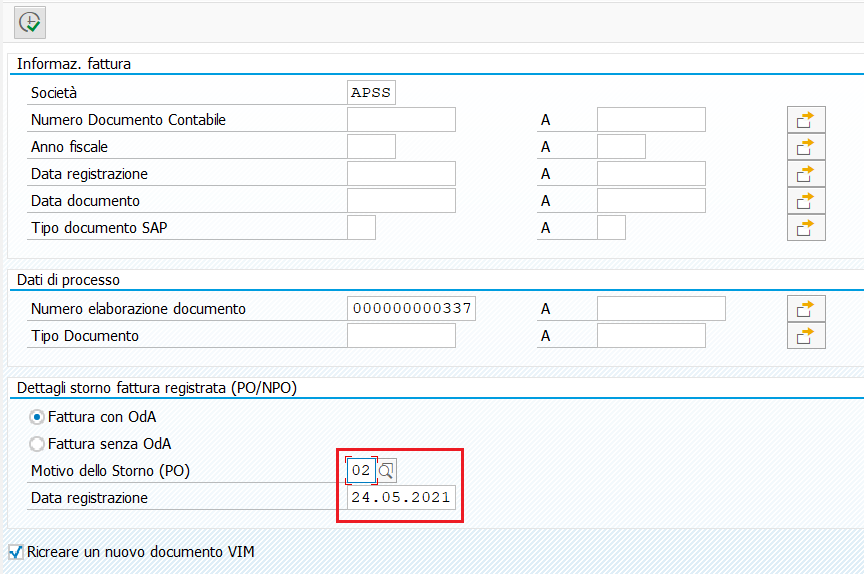 Informaz. fattura
Società APSS
Numero Documento Contabile A
Anno fiscale A
Data registrazione A
Data documento A
Tipo documento SAP A
Dati di processo
Numero elaborazione documento 000000000337 A
Tipo Documento A
Dettagli storno fattura registrata (PO/NPO)
Fattura con OdA
Fattura senza OdA
Motivo dello Storno (PO) 02
Data registrazione 24.05.2021
Ricreare un nuovo documento VIM